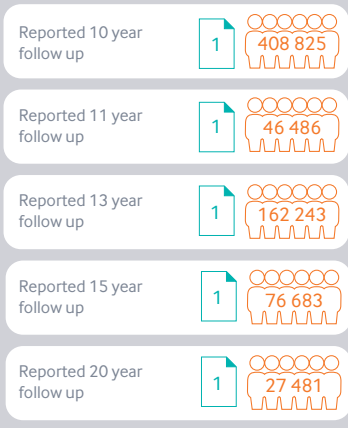 Reported 10 year
follow up
1
408 825
Reported 11 year
follow up
1
46 486
Reported 13 year
follow up
1
162 243
Reported 15 year
follow up
1
76 683
Reported 20 year
follow up
1
27 481